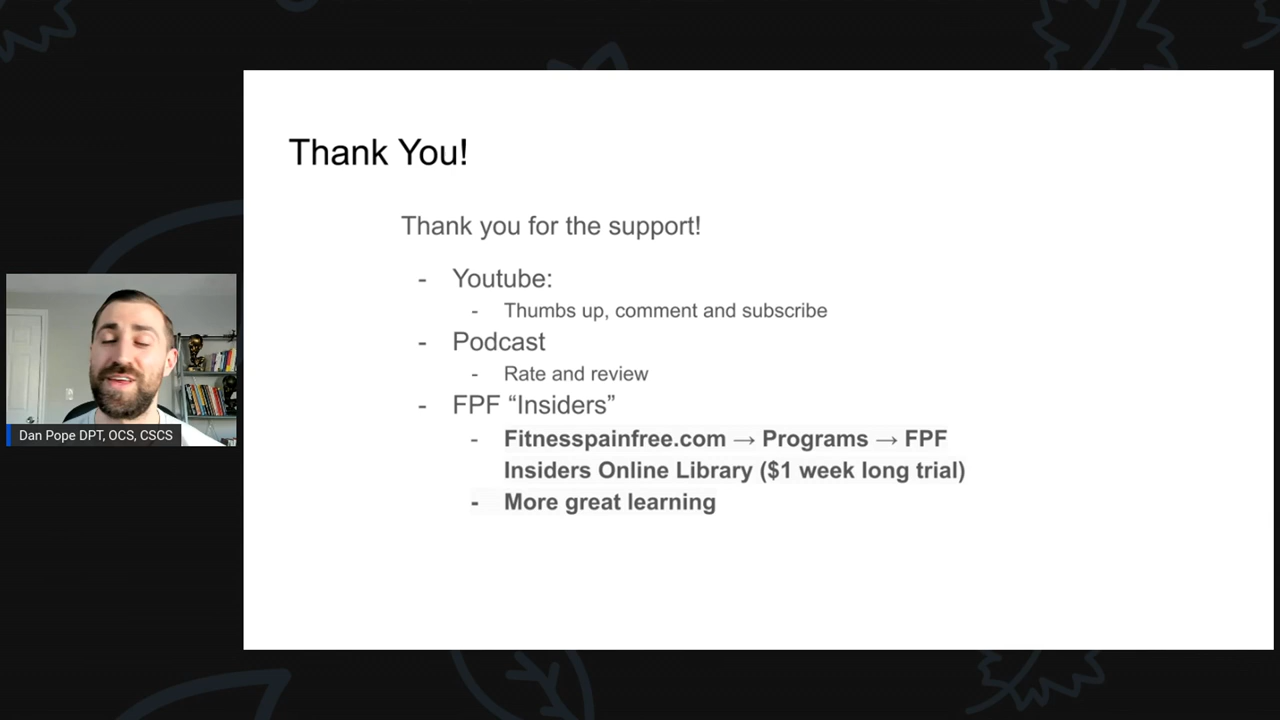 Thank You!
Thank you for the support!
- Youtube:
- Thumbs up, comment and subscribe
- Podcast
- Rate and review
- FPF “Insiders”
- Fitnesspainfree.com → Programs → FPF
Insiders Online Library ($1 week long trial)
- More great learning
Dan Pope DPT, OCS, CSCS